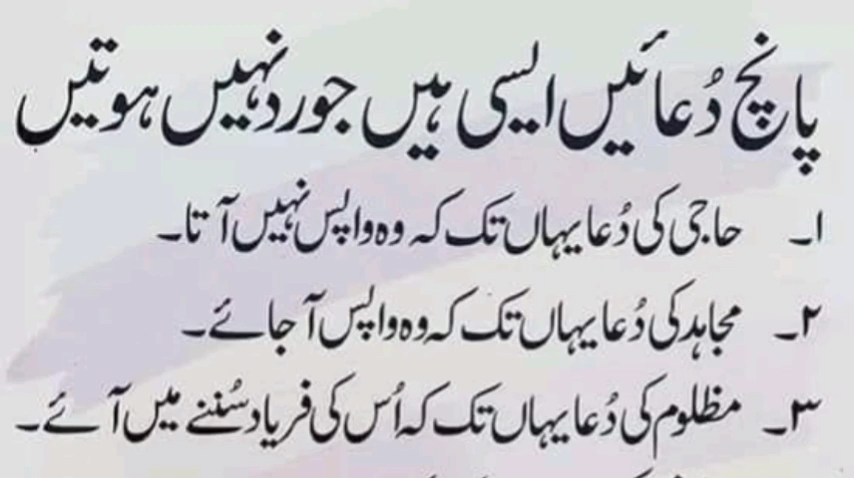 پانچ دُعائیں ایسی ہیں جو رد نہیں ہوتیں
۱۔ حاجی کی دُعا یہاں تک کہ وہ واپس نہیں آتا۔
۲۔ مجاہد کی دُعا یہاں تک کہ وہ واپس آ جائے۔
۳۔ مظلوم کی دُعا یہاں تک کہ اُس کی فریاد سُننے میں آئے۔